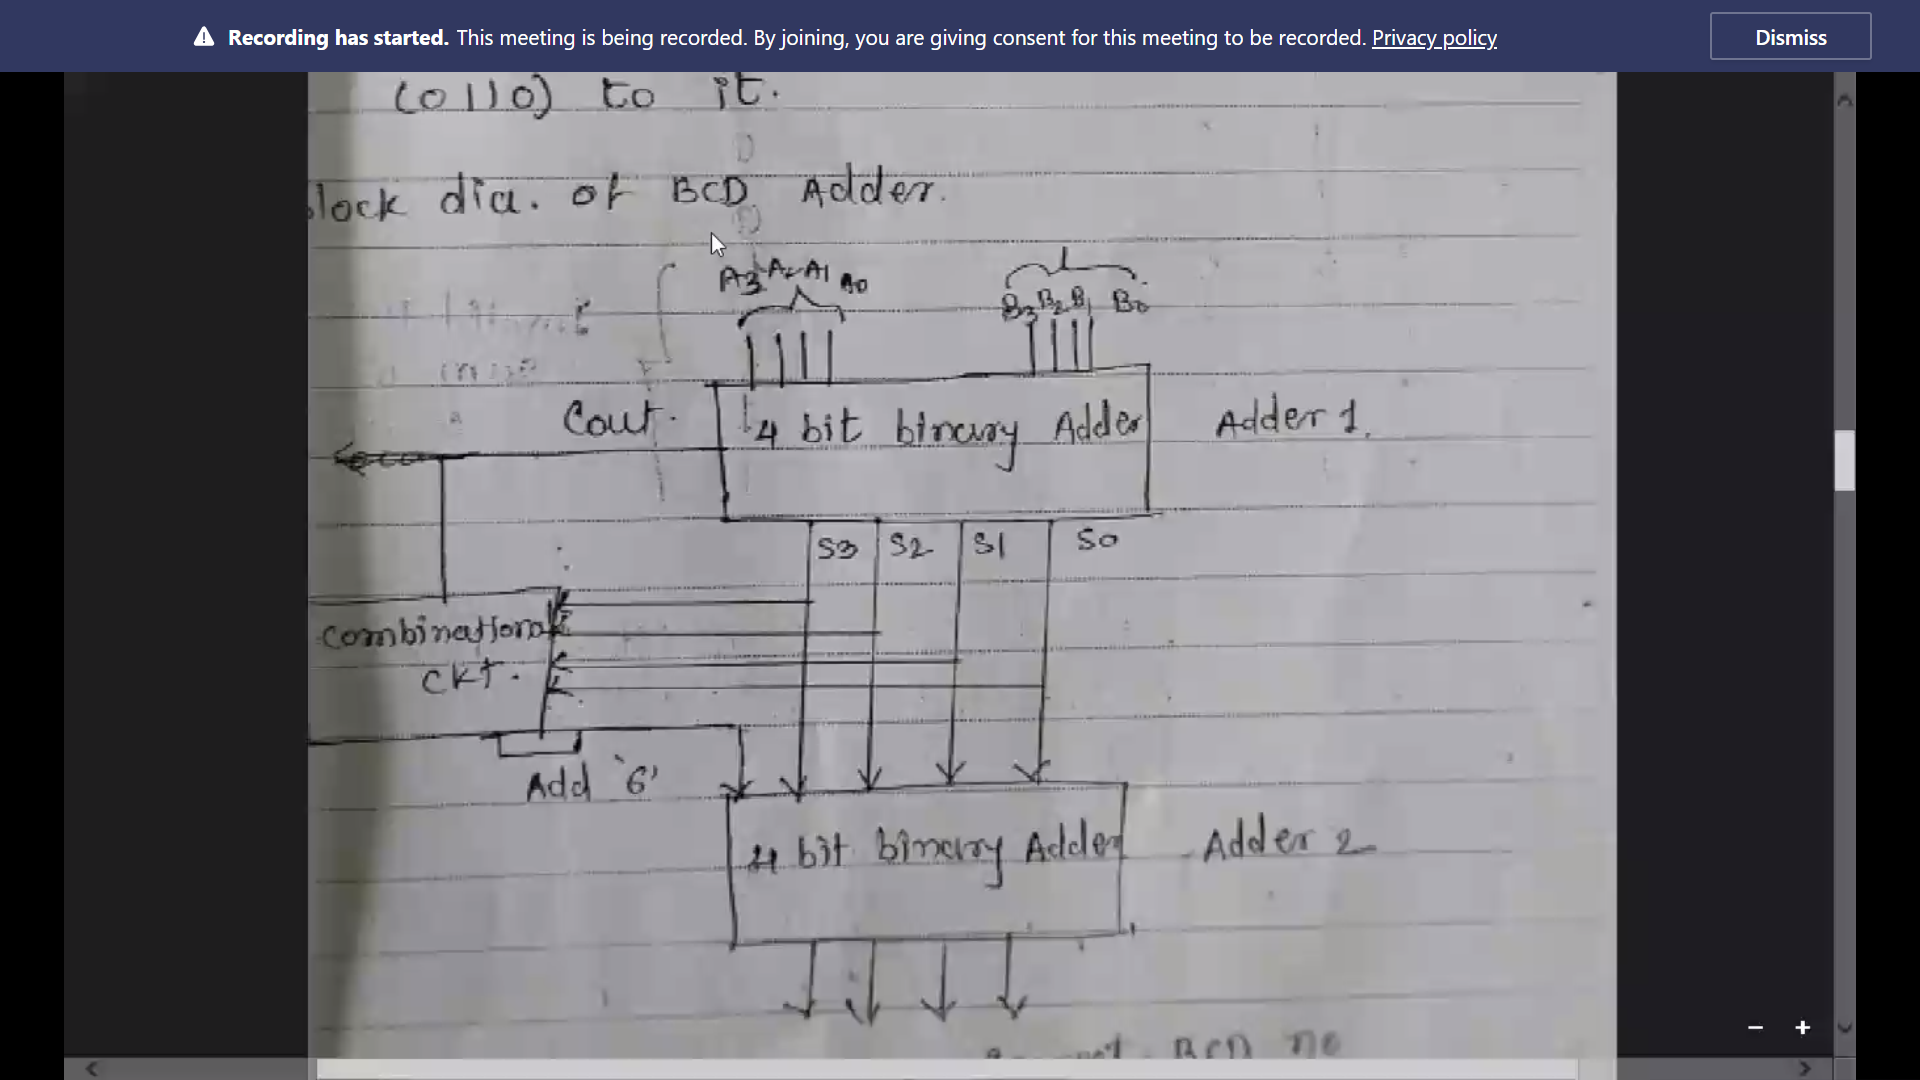 Recording has started. This meeting is being recorded. By joining, you are giving consent for this meeting to be recorded. Privacy policy
Dismiss
(0110) to it.
lock dia. of BCD Adder.
A3 A2 A1 A0
B3 B2 B1 B0
Cout.
4 bit binary Adder
Adder 1.
S3 S2 S1 S0
Combinational
CKT.
Add '6'
4 bit binary Adder
Adder 2
BCD no